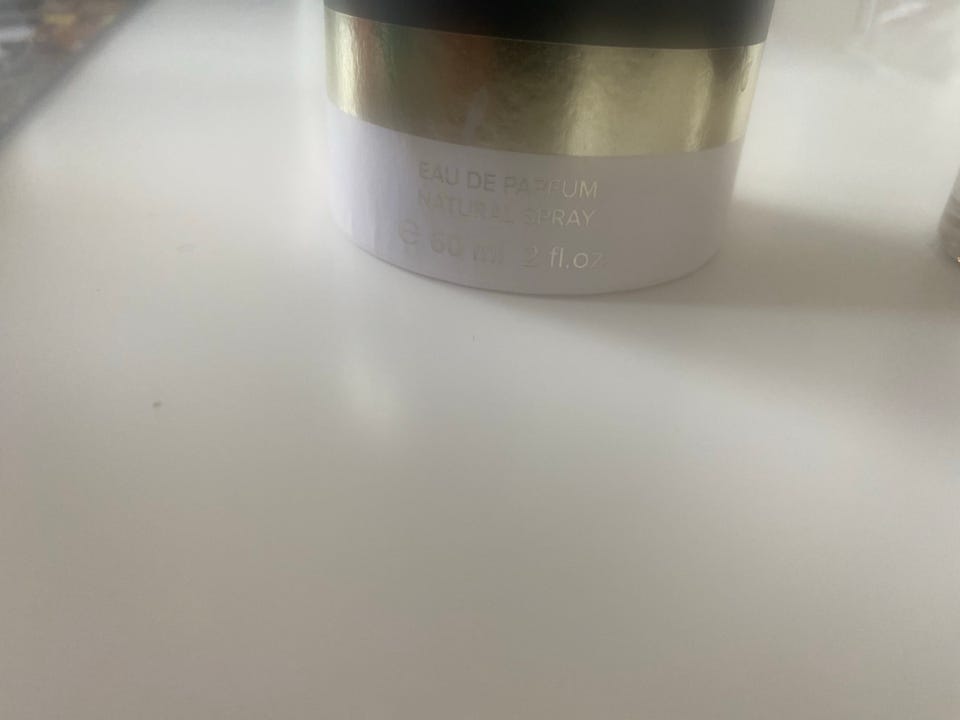 EAU DE PARFUM
NATURAL SPRAY
℮ 60 ml 2 fl.oz